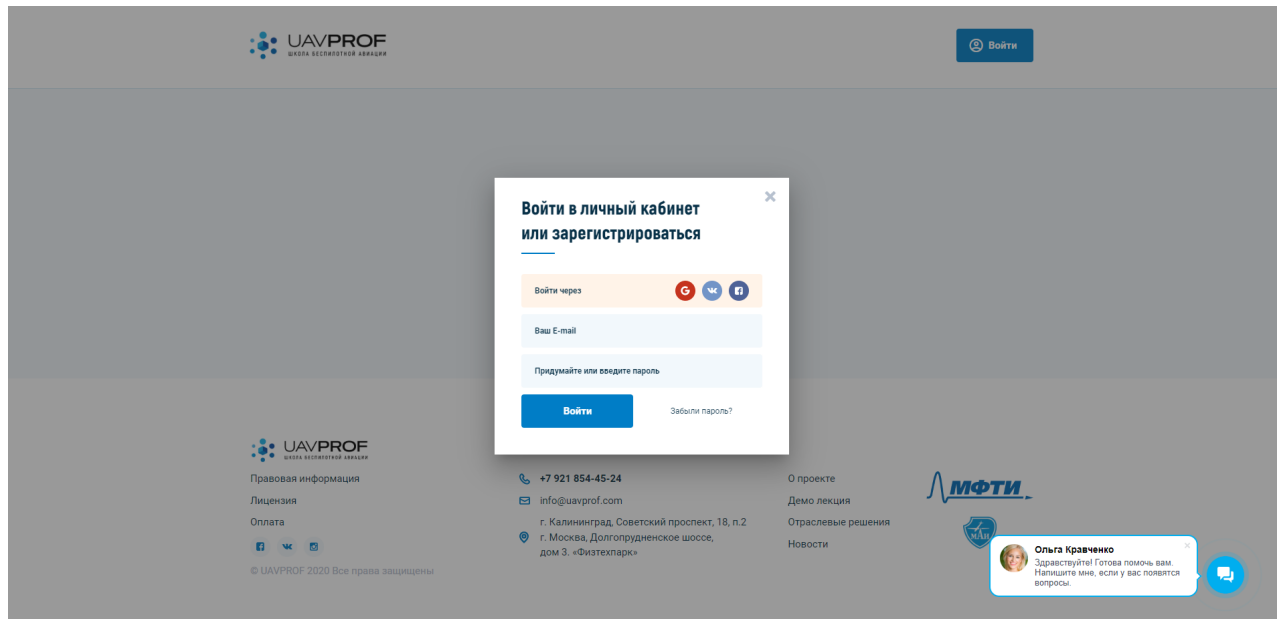 UAVPROF
ШКОЛА БЕСПИЛОТНОЙ АВИАЦИИ
Войти
Войти в личный кабинет
или зарегистрироваться
Войти через
G
Ваш E-mail
Придумайте или введите пароль
Войти
Забыли пароль?
UAVPROF
ШКОЛА БЕСПИЛОТНОЙ АВИАЦИИ
Правовая информация
Лицензия
Оплата
© UAVPROF 2020 Все права защищены
+7 921 854-45-24
info@uavprof.com
г. Калининград, Советский проспект, 18, п.2
г. Москва, Долгопрудненское шоссе,
дом 3. «Физтехпарк»
О проекте
Демо лекция
Отраслевые решения
Новости
МФТИ
МАИ
Ольга Кравченко
Здравствуйте! Готова помочь вам.
Напишите мне, если у вас появятся
вопросы.